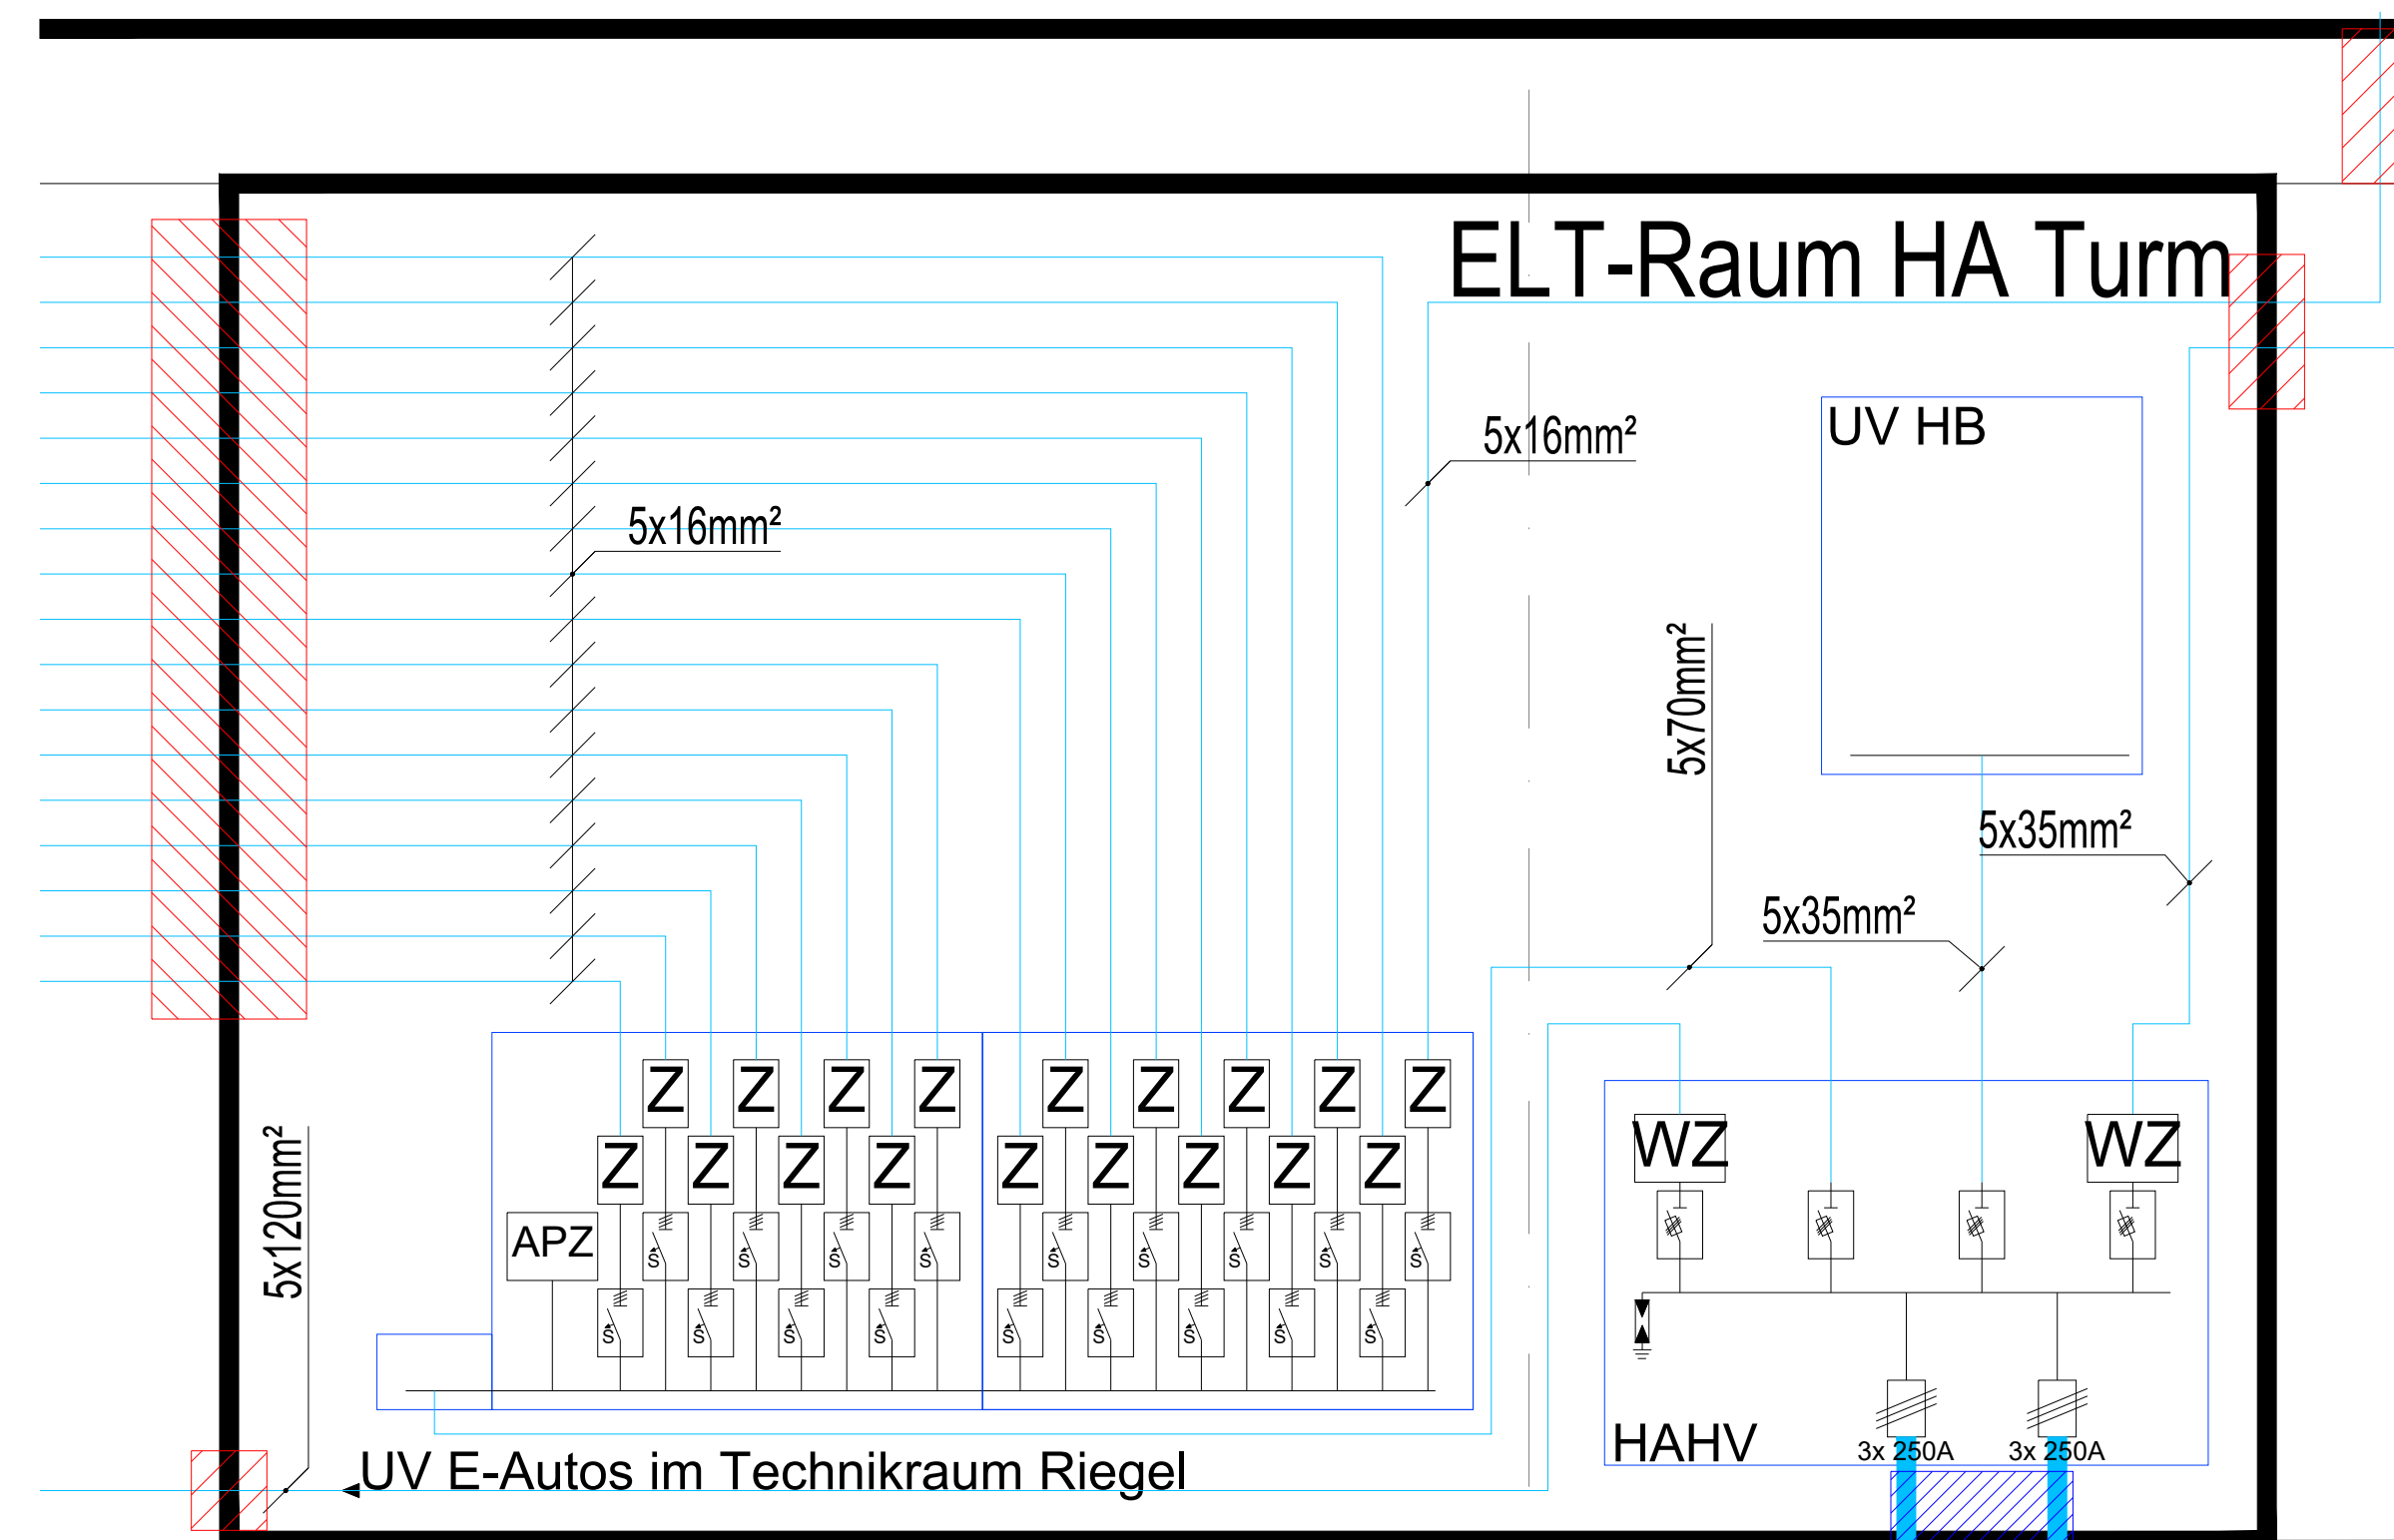 ELT-Raum HA Turm
5x16mm²
UV HB
5x16mm²
5x70mm²
5x35mm²
5x35mm²
Z Z Z Z Z Z Z Z Z
Z Z Z Z Z Z Z Z Z
WZ WZ
5x120mm²
APZ
S S S S S S S S S
S S S S S S S S S
HAHV
3x 250A 3x 250A
UV E-Autos im Technikraum Riegel